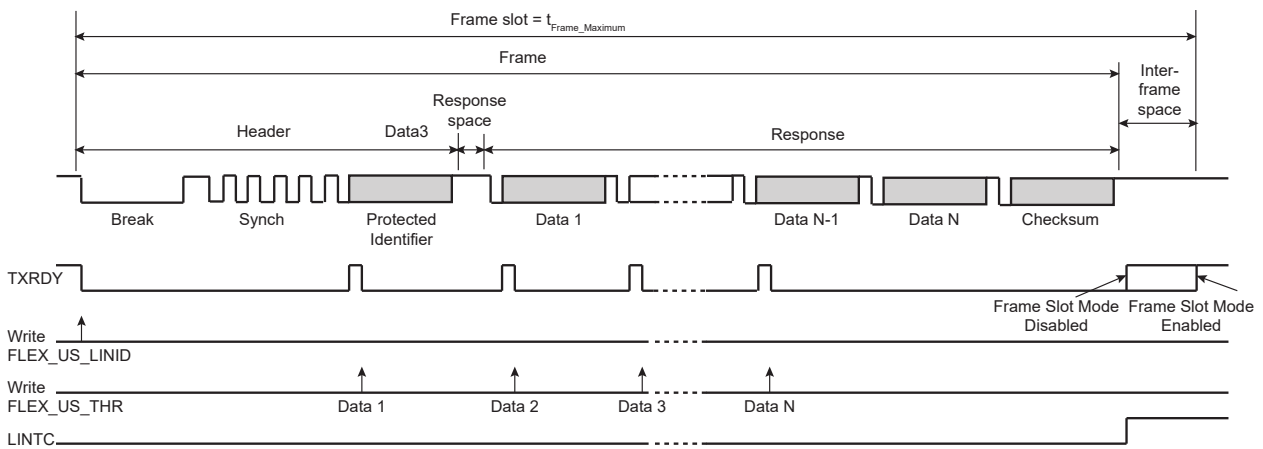 Frame slot = tFrame_Maximum
Frame
Inter-
frame
space
Response
space
Header
Data3
Response
Break
Synch
Protected
Identifier
Data 1
Data N-1
Data N
Checksum
TXRDY
Frame Slot Mode
Disabled
Frame Slot Mode
Enabled
Write
FLEX_US_LINID
Write
FLEX_US_THR
Data 1
Data 2
Data 3
Data N
LINTC